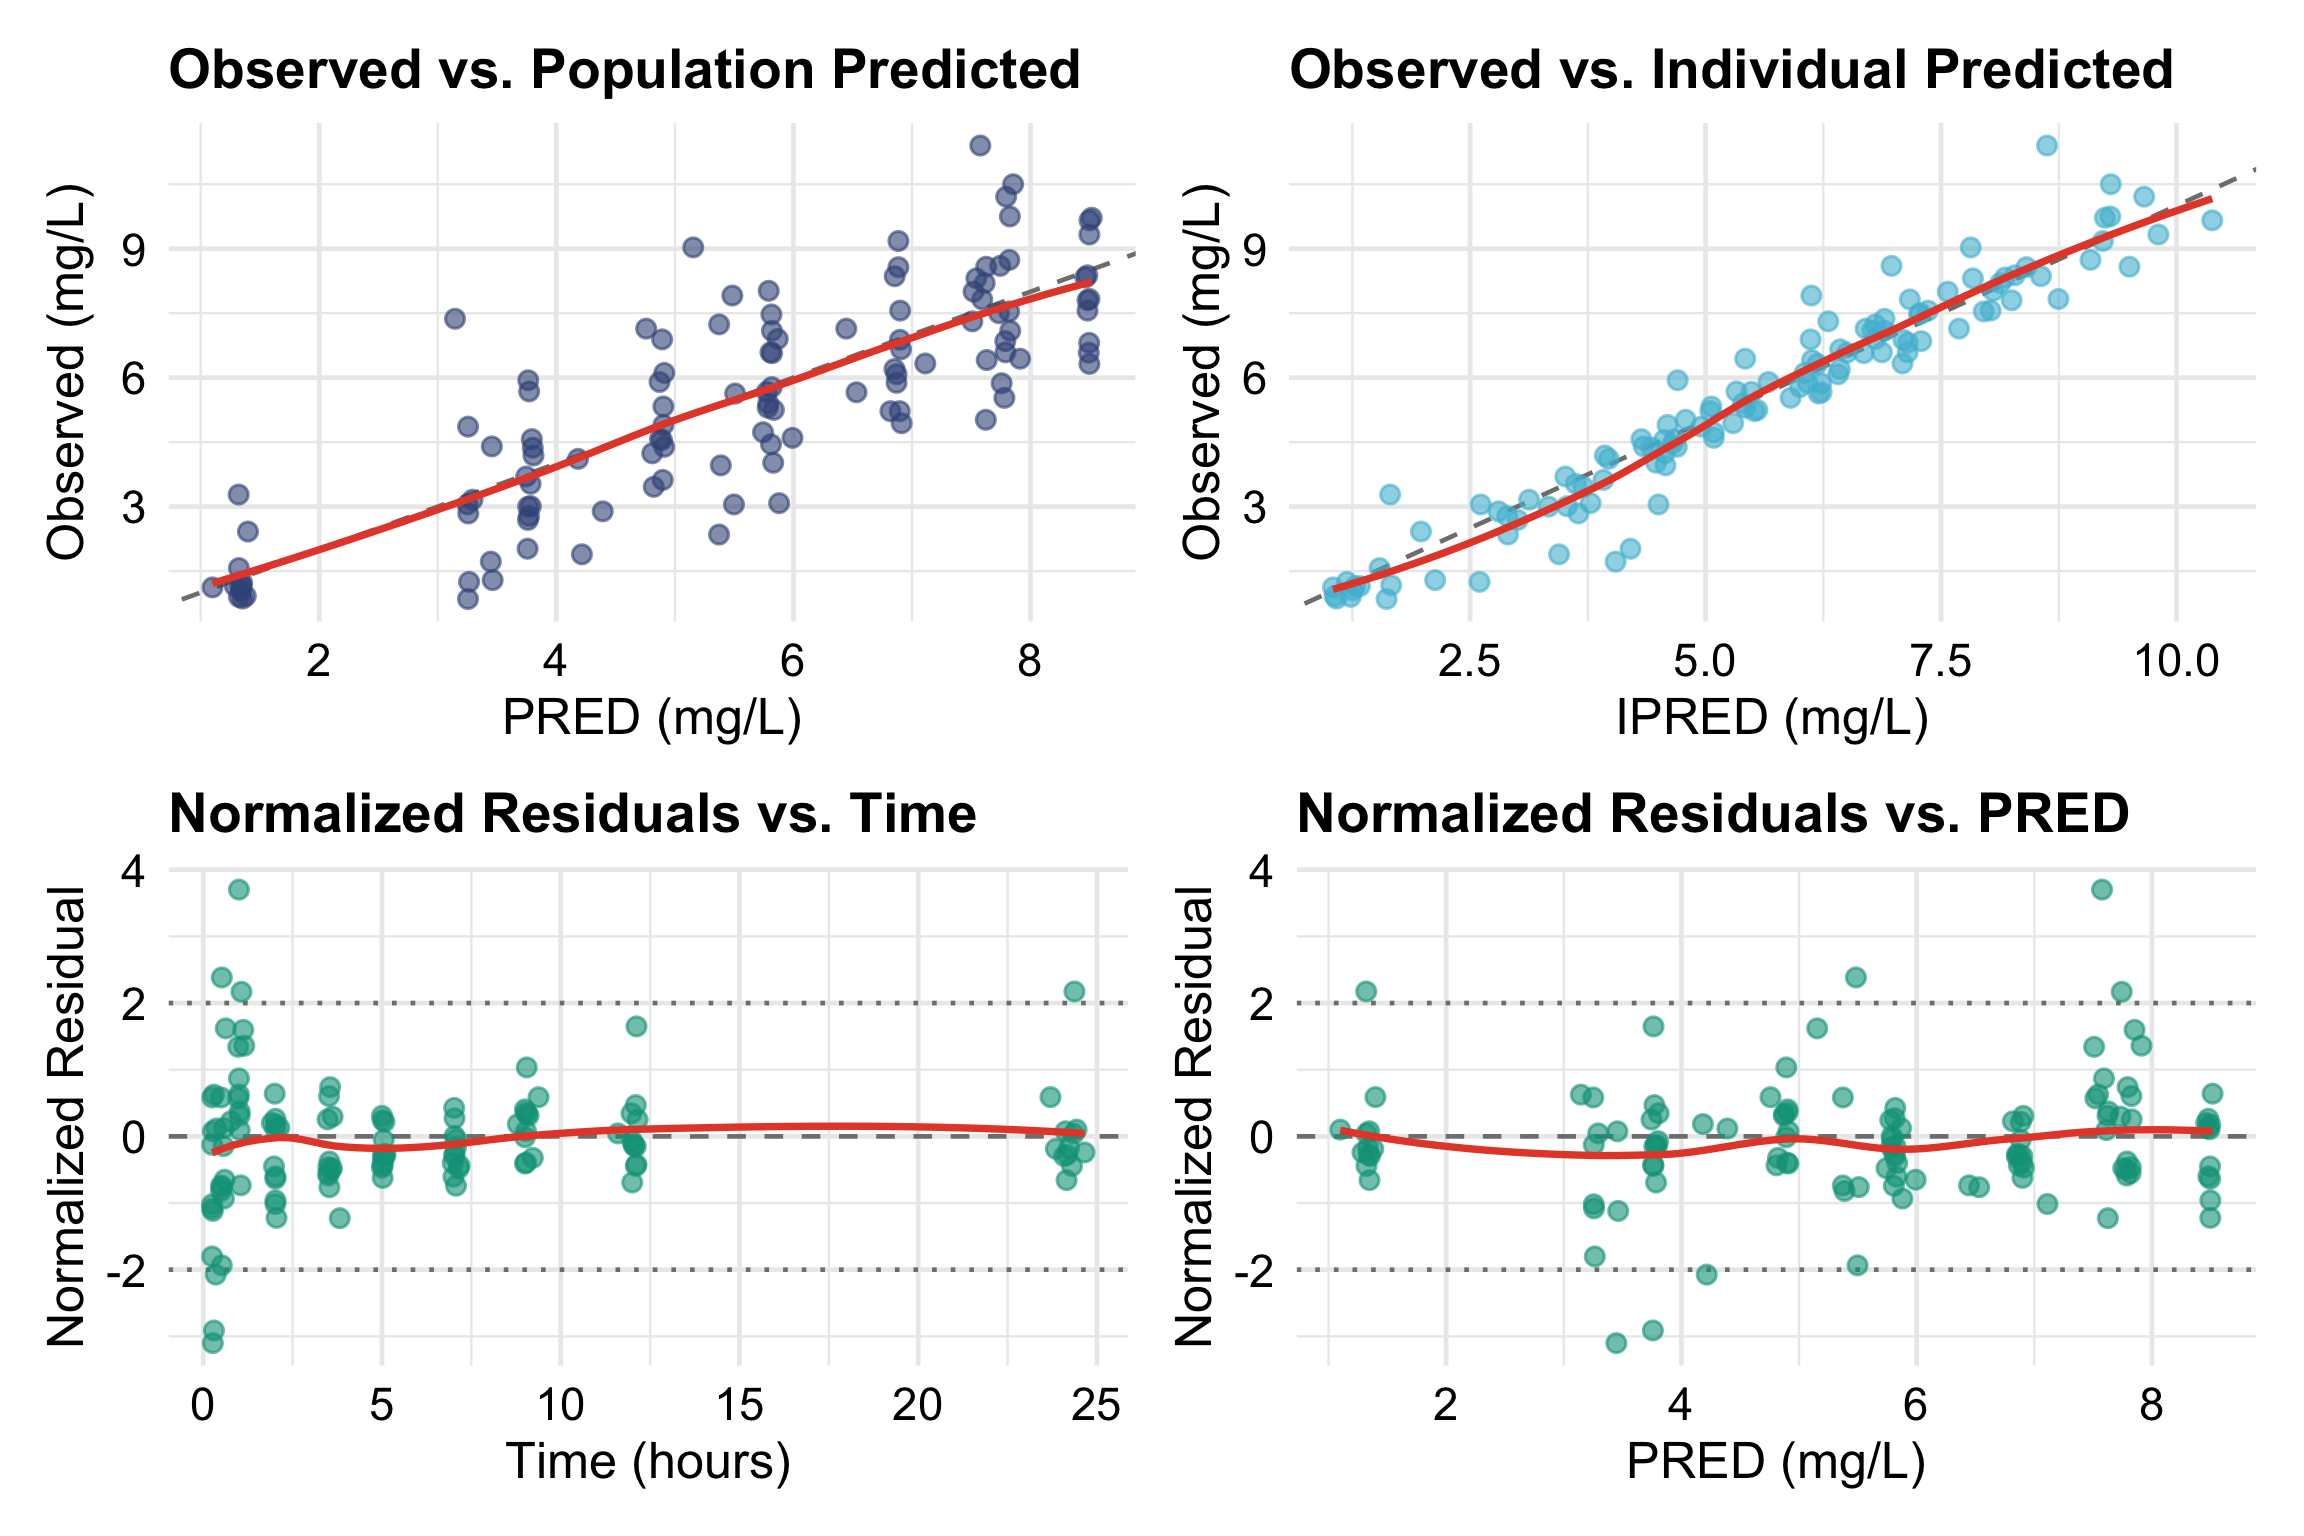 Observed vs. Population Predicted
Observed (mg/L)
9
6
3
2 4 6 8
PRED (mg/L)
Observed vs. Individual Predicted
Observed (mg/L)
9
6
3
2.5 5.0 7.5 10.0
IPRED (mg/L)
Normalized Residuals vs. Time
Normalized Residual
4
2
0
-2
0 5 10 15 20 25
Time (hours)
Normalized Residuals vs. PRED
Normalized Residual
4
2
0
-2
2 4 6 8
PRED (mg/L)